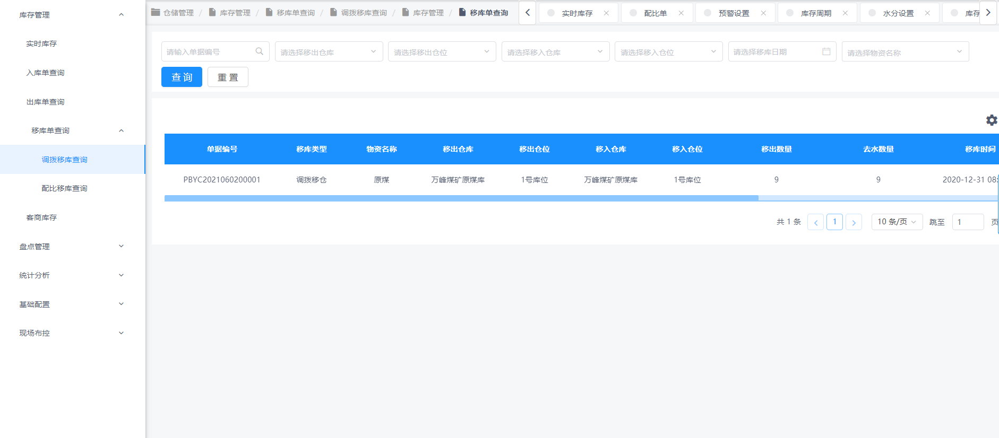 库存管理
实时库存
入库单查询
出库单查询
移库单查询
调拨移库查询
配比移库查询
客商库存
盘点管理
统计分析
基础配置
现场布控
仓储管理 / 库存管理 / 移库单查询 / 调拨移库查询 / 库存管理 / 移库单查询
实时库存 配比单 预警设置 库存周期 水分设置 库存
请输入单据编号 请选择移出仓库 请选择移出仓位 请选择移入仓库 请选择移入仓位 请选择移库日期 请选择物资名称
查 询 重 置
单据编号 移库类型 物资名称 移出仓库 移出仓位 移入仓库 移入仓位 移出数量 去水数量 移库时间
PBYC2021060200001 调拨移仓 原煤 万峰煤矿原煤库 1号库位 万峰煤矿原煤库 1号库位 9 9 2020-12-31 08:
共 1 条 1 10 条/页 跳至 1 页